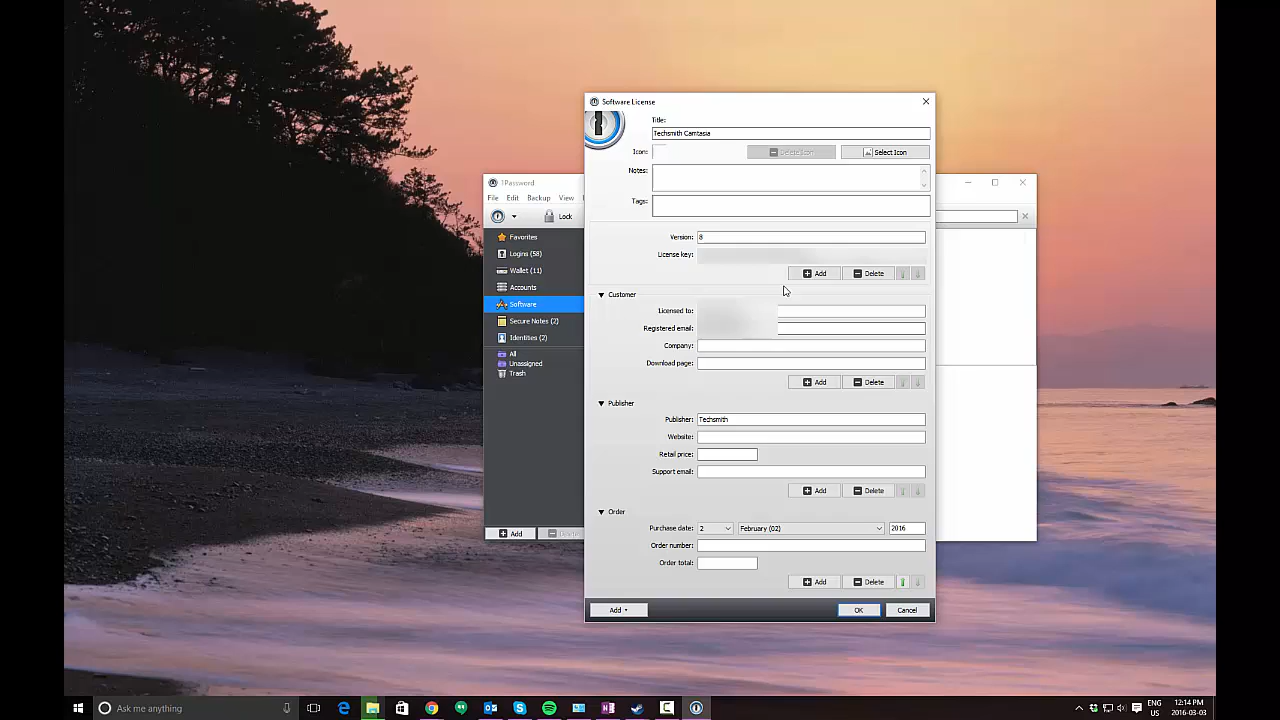 Software License
Title:
Techsmith Camtasia
Icon:
Delete Icon
Select Icon
Notes:
Tags:
Version: 8
License key:
Add Delete
Customer
Licensed to:
Registered email:
Company:
Download page:
Add Delete
Publisher
Publisher: Techsmith
Website:
Retail price:
Support email:
Add Delete
Order
Purchase date: 2 February (02) 2016
Order number:
Order total:
Add Delete
Add OK Cancel
1Password
File Edit Backup View
Lock
Favorites
Logins (58)
Wallet (11)
Accounts
Software
Secure Notes (2)
Identities (2)
All
Unassigned
Trash
Add Delete
Ask me anything
ENG 12:14 PM
US 2016-03-03